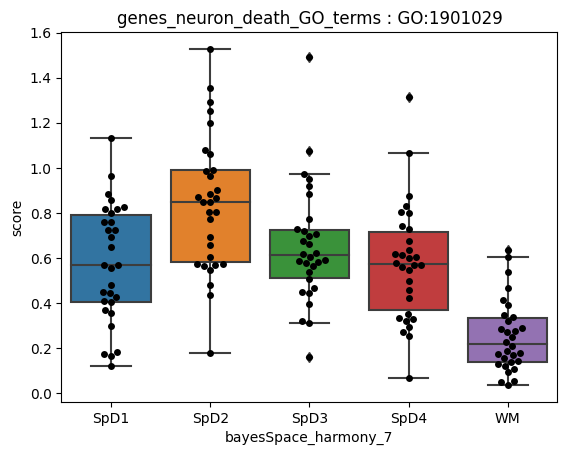 genes_neuron_death_GO_terms : GO:1901029
score
1.6
1.4
1.2
1.0
0.8
0.6
0.4
0.2
0.0
SpD1 SpD2 SpD3 SpD4 WM
bayesSpace_harmony_7